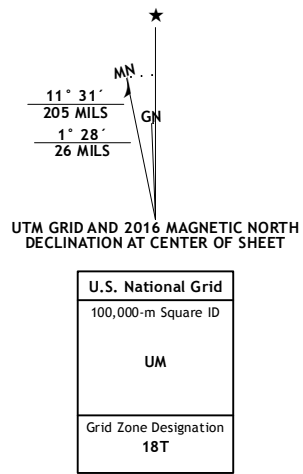 ★
MN
GN
11° 31´
205 MILS
1° 28´
26 MILS
UTM GRID AND 2016 MAGNETIC NORTH
DECLINATION AT CENTER OF SHEET
U.S. National Grid
100,000-m Square ID
UM
Grid Zone Designation
18T